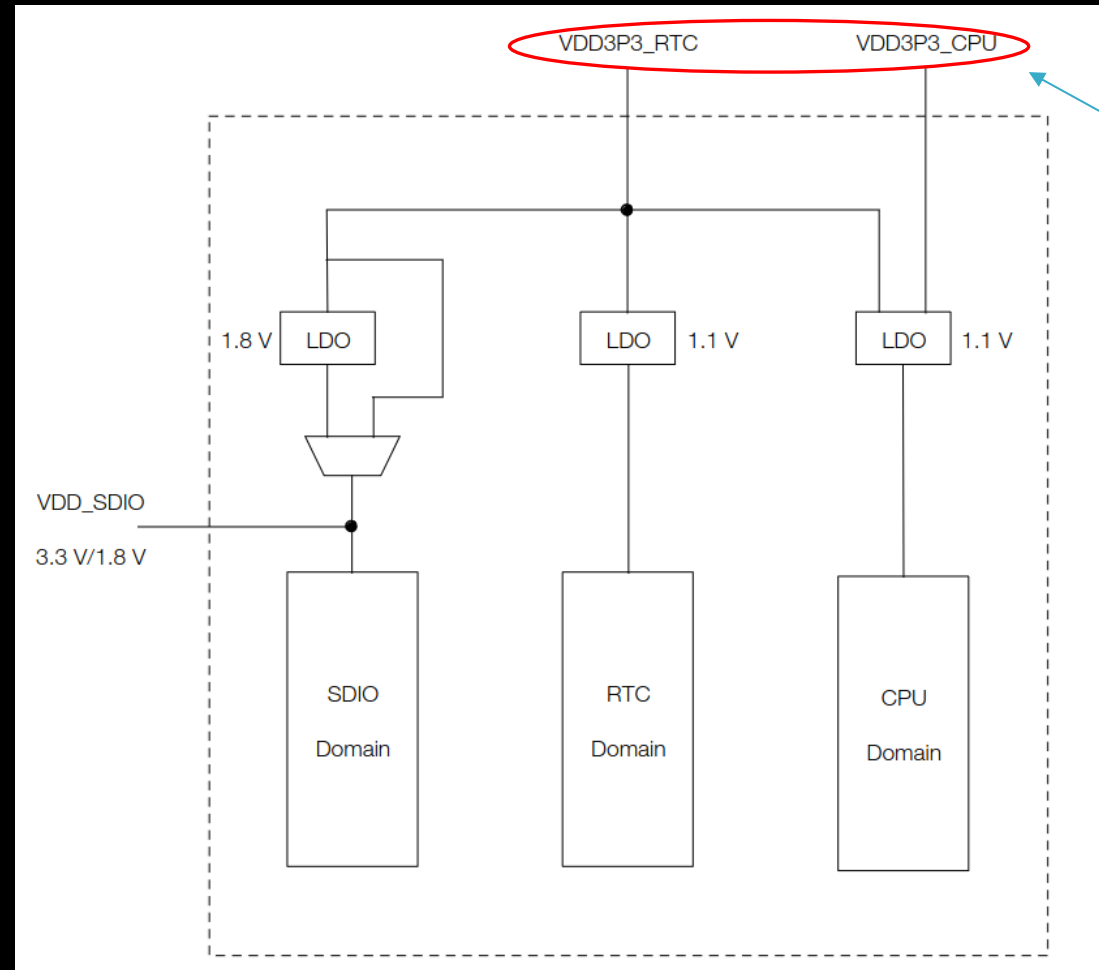 VDD3P3_RTC
VDD3P3_CPU
1.8 V
LDO
LDO
1.1 V
LDO
1.1 V
VDD_SDIO
3.3 V/1.8 V
SDIO
Domain
RTC
Domain
CPU
Domain